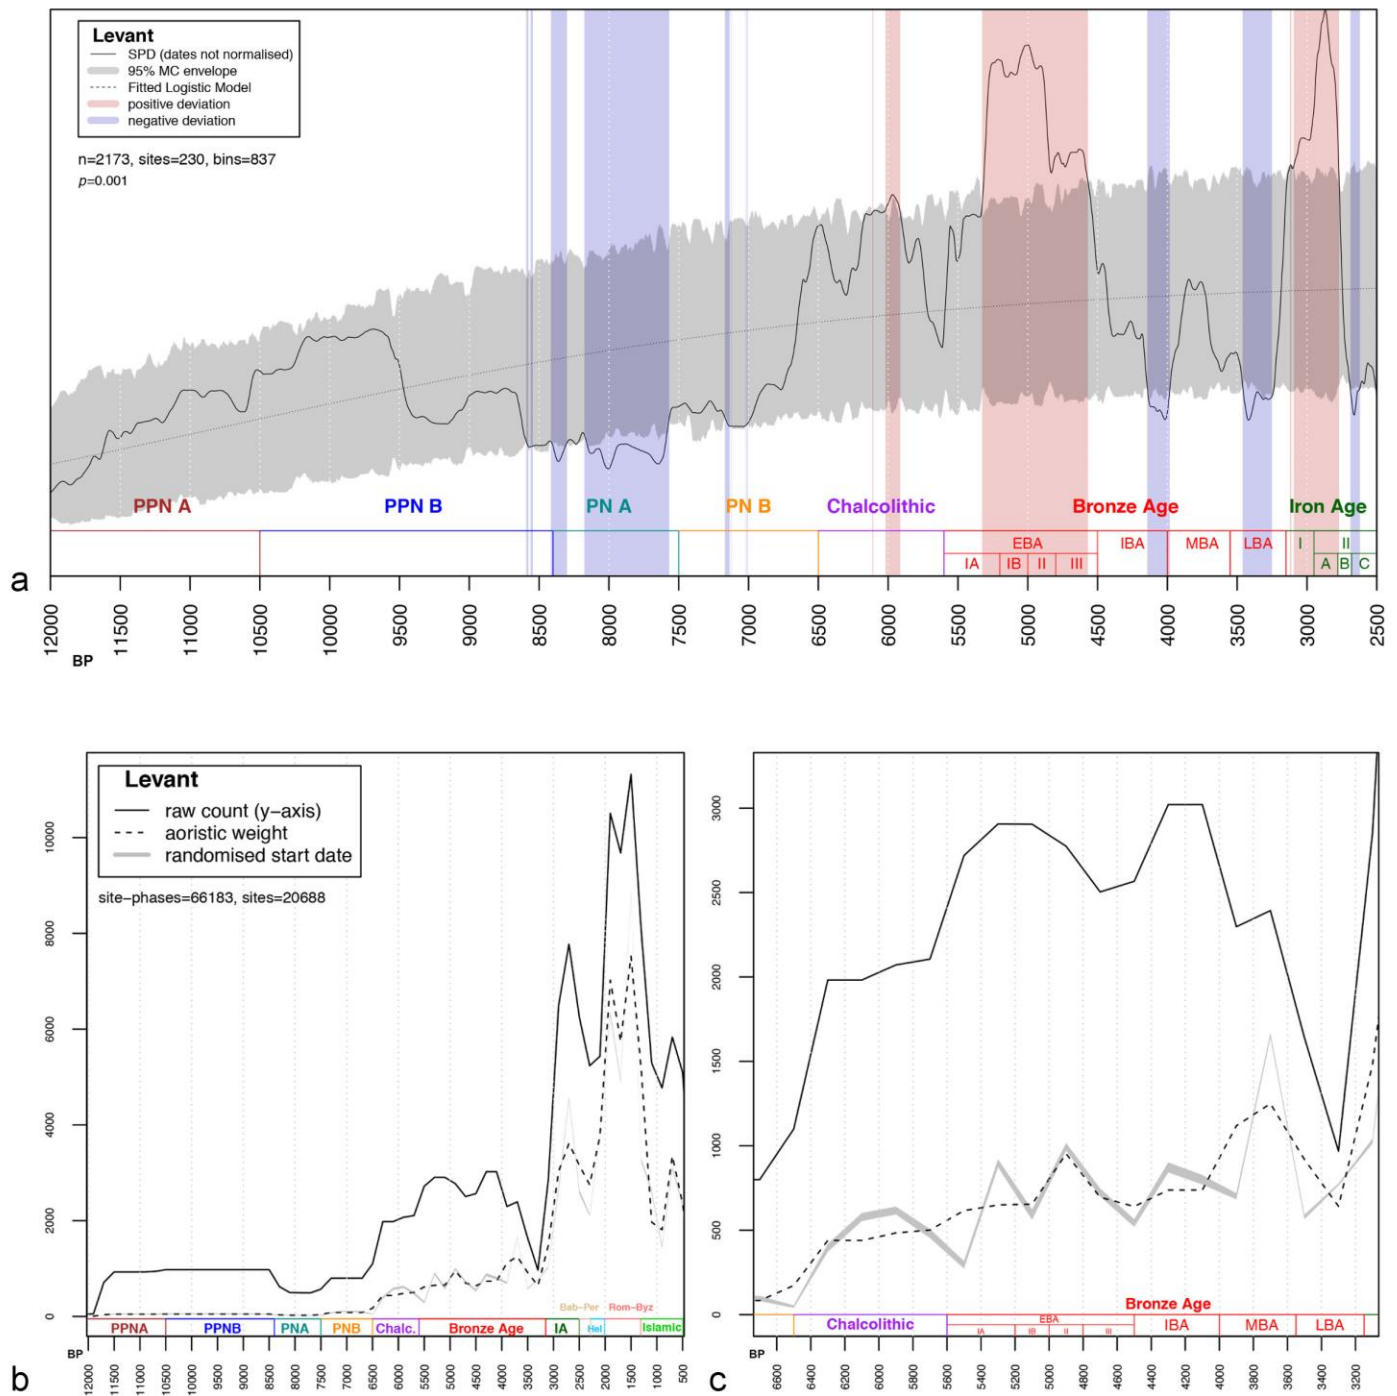 Levant
SPD (dates not normalised)
95% MC envelope
Fitted Logistic Model
positive deviation
negative deviation
n=2173, sites=230, bins=837
p=0.001
PPN A PPN B PN A PN B Chalcolithic Bronze Age Iron Age
EBA IBA MBA LBA I II
IA IB II III A B C
a
12000 11500 11000 10500 10000 9500 9000 8500 8000 7500 7000 6500 6000 5500 5000 4500 4000 3500 3000 2500
BP
Levant
raw count (y−axis)
aoristic weight
randomised start date
site−phases=66183, sites=20688
10000
8000
6000
4000
2000
0
Bab−Per Rom−Byz
PPNA PPNB PNA PNB Chalc. Bronze Age IA Hel Islamic
BP
12000 11500 11000 10500 10000 9500 9000 8500 8000 7500 7000 6500 6000 5500 5000 4500 4000 3500 3000 2500 2000 1500 1000 500
b
3000
2500
2000
1500
1000
500
0
Bronze Age
Chalcolithic EBA IBA MBA LBA
IA IB II III
BP
6600 6400 6200 6000 5800 5600 5400 5200 5000 4800 4600 4400 4200 4000 3800 3600 3400 3200
c